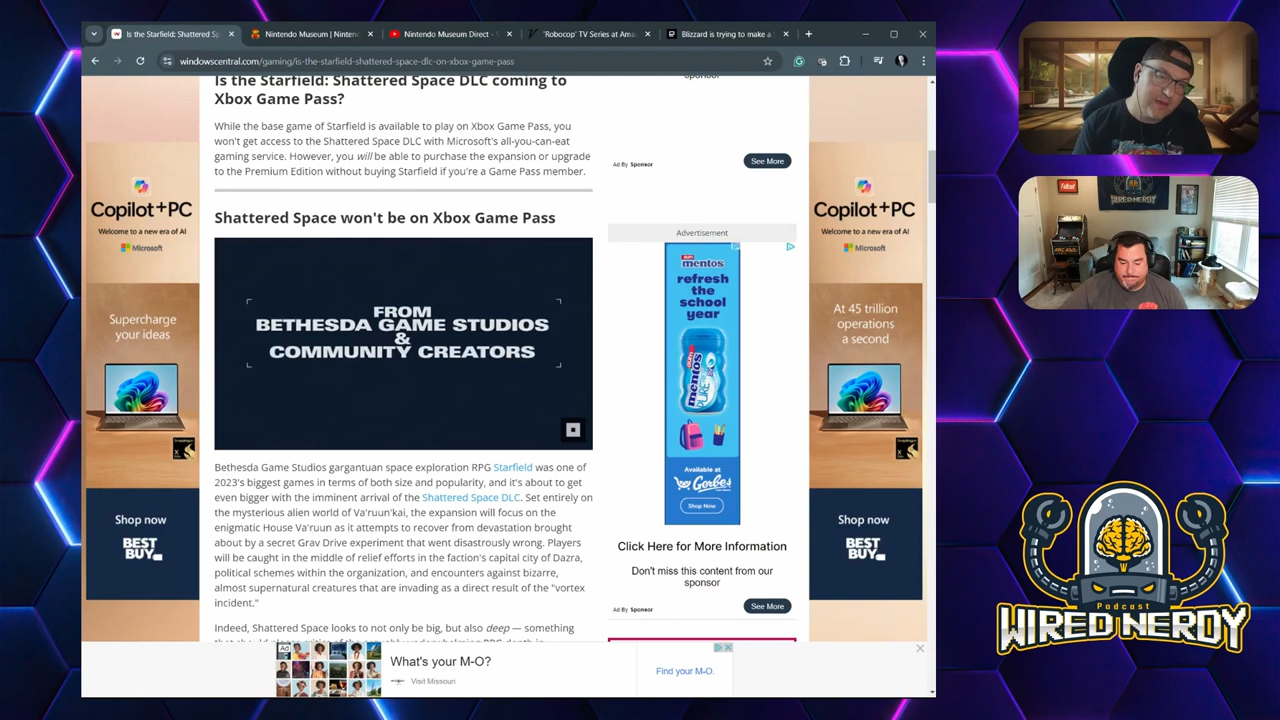 Is the Starfield: Shattered Sp
Nintendo Museum | Ninten
Nintendo Museum Direct -
'Robocop' TV Series at Ama
Blizzard is trying to make a
windowscentral.com/gaming/is-the-starfield-shattered-space-dlc-on-xbox-game-pass
Is the Starfield: Shattered Space DLC coming to
Xbox Game Pass?
While the base game of Starfield is available to play on Xbox Game Pass, you
won't get access to the Shattered Space DLC with Microsoft's all-you-can-eat
gaming service. However, you will be able to purchase the expansion or upgrade
to the Premium Edition without buying Starfield if you're a Game Pass member.
Shattered Space won't be on Xbox Game Pass
FROM
BETHESDA GAME STUDIOS
&
COMMUNITY CREATORS
Bethesda Game Studios gargantuan space exploration RPG Starfield was one of
2023's biggest games in terms of both size and popularity, and it's about to get
even bigger with the imminent arrival of the Shattered Space DLC. Set entirely on
the mysterious alien world of Va'ruun'kai, the expansion will focus on the
enigmatic House Va'ruun as it attempts to recover from devastation brought
about by a secret Grav Drive experiment that went disastrously wrong. Players
will be caught in the middle of relief efforts in the faction's capital city of Dazra,
political schemes within the organization, and encounters against bizarre,
almost supernatural creatures that are invading as a direct result of the "vortex
incident."
Indeed, Shattered Space looks to not only be big, but also deep — something
sponsor
Ad By Sponsor
See More
Advertisement
mentos
refresh
the
school
year
mentos
PURE
Available at
Gerbes
Shop Now
Click Here for More Information
Don't miss this content from our
sponsor
Ad By Sponsor
See More
Copilot+PC
Welcome to a new era of AI
Microsoft
Supercharge
your ideas
Snapdragon
Shop now
BEST
BUY
Copilot+PC
Welcome to a new era of AI
Microsoft
At 45 trillion
operations
a second
Snapdragon
Shop now
BEST
BUY
Ad
What's your M-O?
Visit Missouri
Find your M-O.
Fallout
WIRED NERDY
Podcast
WIRED NERDY